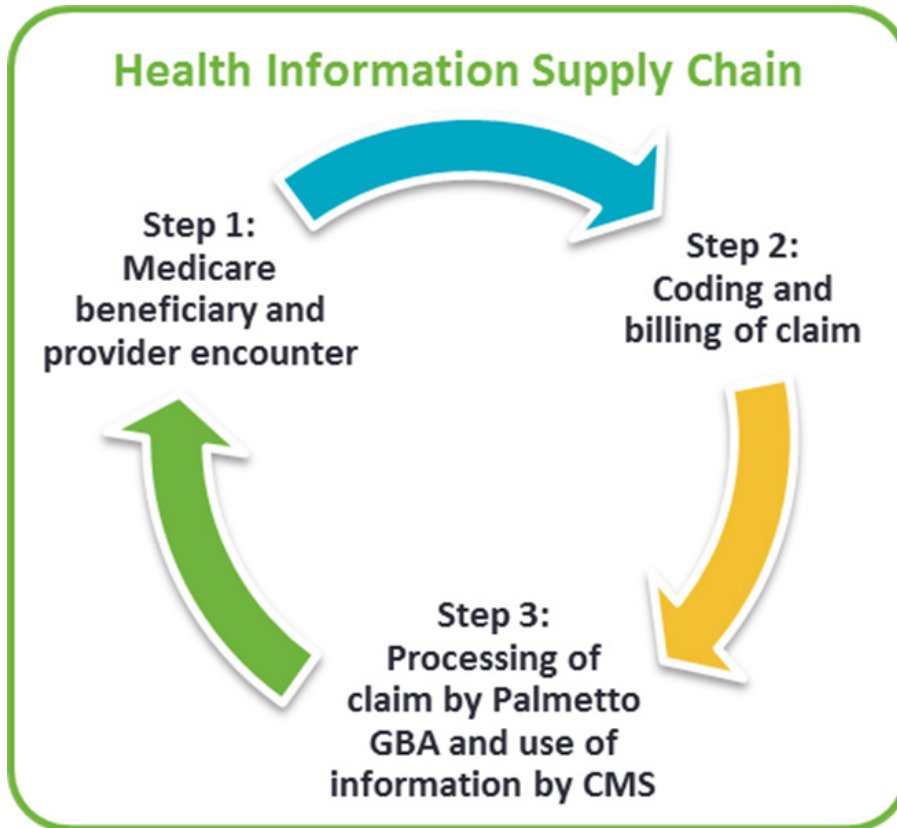 Health Information Supply Chain
Step 1:
Medicare
beneficiary and
provider encounter
Step 2:
Coding and
billing of claim
Step 3:
Processing of
claim by Palmetto
GBA and use of
information by CMS